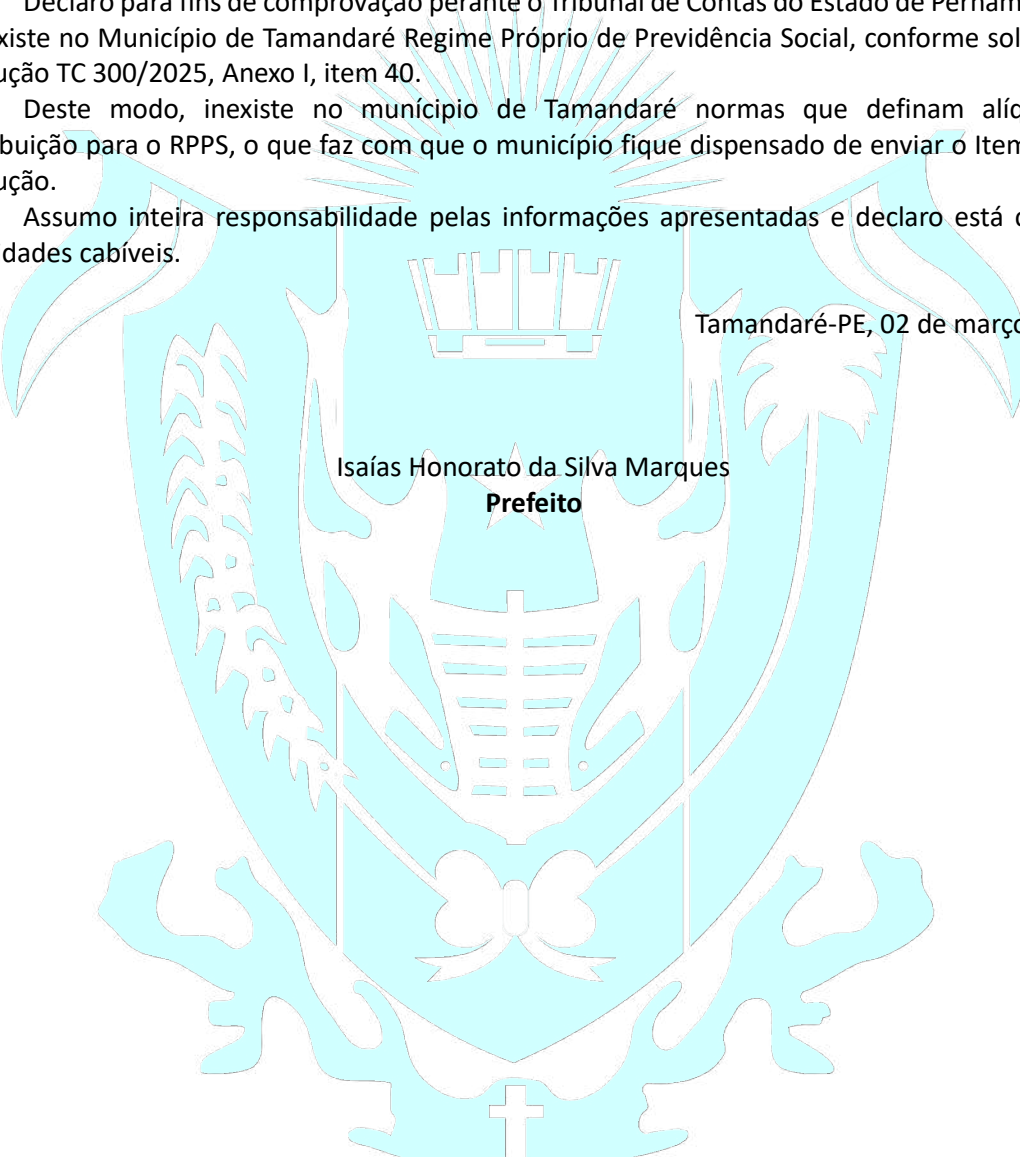 Declaro para fins de comprovação perante o Tribunal de Contas do Estado de Pernam
xiste no Município de Tamandaré Regime Próprio de Previdência Social, conforme sol
ução TC 300/2025, Anexo I, item 40.
Deste modo, inexiste no munícipio de Tamandaré normas que definam alíq
ibuição para o RPPS, o que faz com que o município fique dispensado de enviar o Item
ução.
Assumo inteira responsabilidade pelas informações apresentadas e declaro está c
idades cabíveis.
Tamandaré-PE, 02 de março
Isaías Honorato da Silva Marques
Prefeito